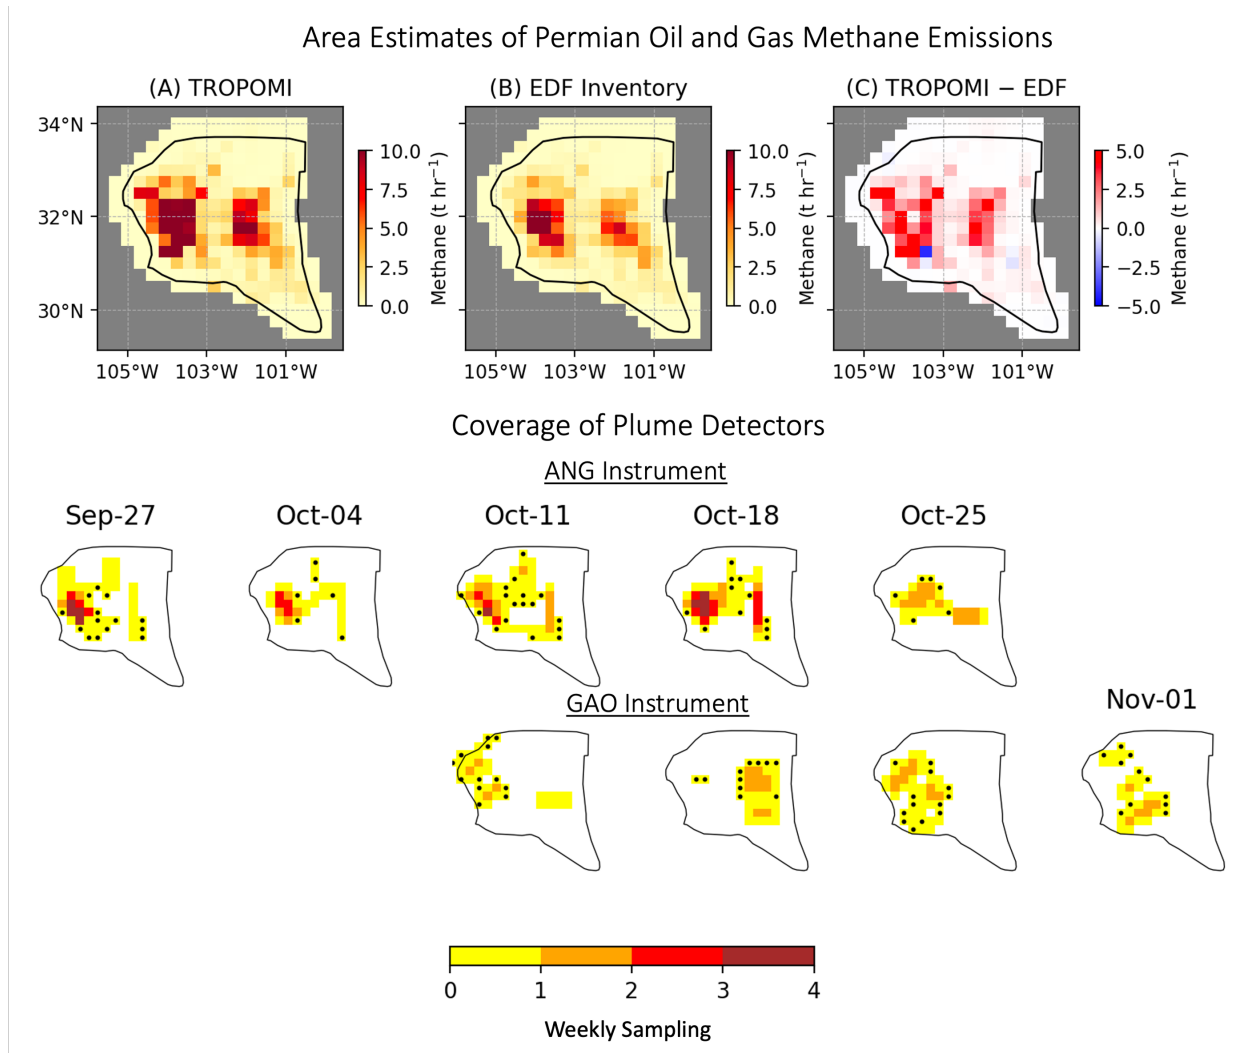 Area Estimates of Permian Oil and Gas Methane Emissions
(A) TROPOMI
(B) EDF Inventory
(C) TROPOMI − EDF
34°N
32°N
30°N
105°W 103°W 101°W
10.0
7.5
5.0
2.5
0.0
Methane (t hr⁻¹)
105°W 103°W 101°W
10.0
7.5
5.0
2.5
0.0
Methane (t hr⁻¹)
105°W 103°W 101°W
5.0
2.5
0.0
−2.5
−5.0
Methane (t hr⁻¹)
Coverage of Plume Detectors
ANG Instrument
Sep-27 Oct-04 Oct-11 Oct-18 Oct-25
GAO Instrument
Nov-01
0 1 2 3 4
Weekly Sampling